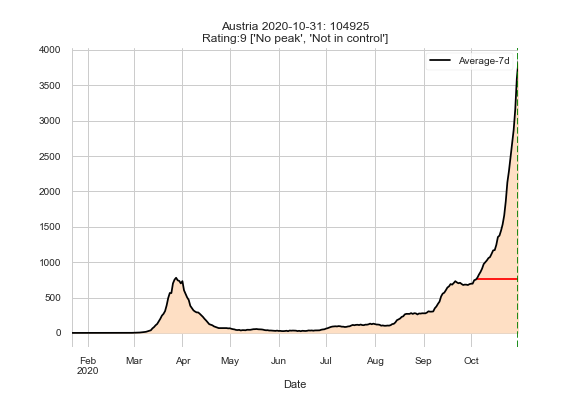 Austria 2020-10-31: 104925
Rating:9 ['No peak', 'Not in control']
Average-7d
4000
3500
3000
2500
2000
1500
1000
500
0
Feb Mar Apr May Jun Jul Aug Sep Oct
2020
Date